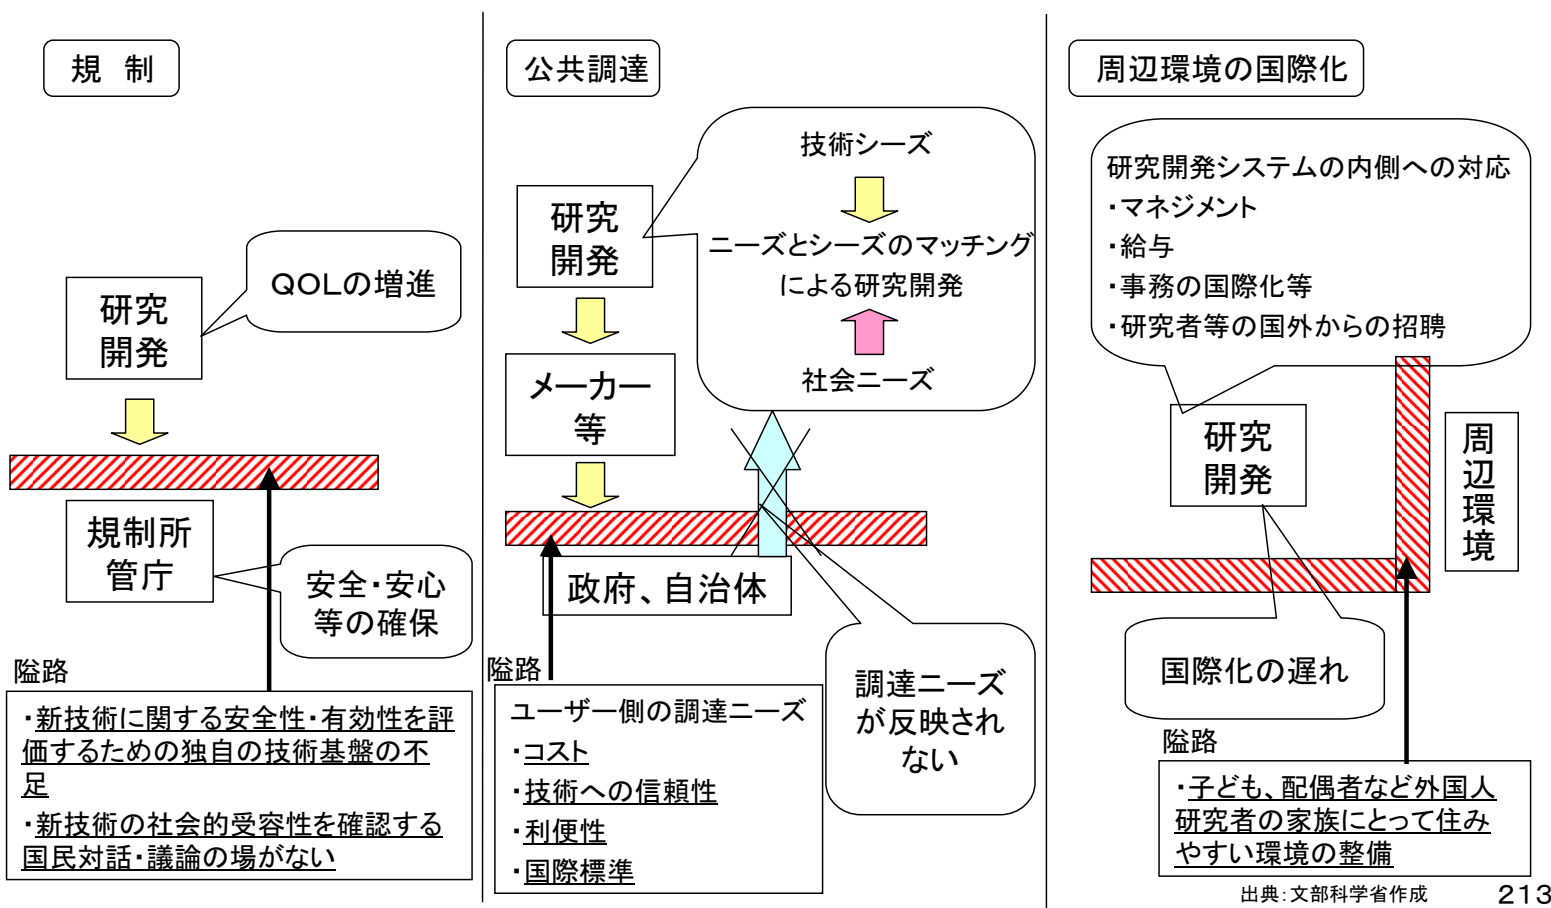 規 制
研究
開発
QOLの増進
規制所
管庁
安全・安心
等の確保
隘路
・新技術に関する安全性・有効性を評
価するための独自の技術基盤の不
足
・新技術の社会的受容性を確認する
国民対話・議論の場がない
公共調達
研究
開発
技術シーズ
ニーズとシーズのマッチング
による研究開発
社会ニーズ
メーカー
等
政府、自治体
調達ニーズ
が反映され
ない
隘路
ユーザー側の調達ニーズ
・コスト
・技術への信頼性
・利便性
・国際標準
周辺環境の国際化
研究開発システムの内側への対応
・マネジメント
・給与
・事務の国際化等
・研究者等の国外からの招聘
研究
開発
周辺環境
国際化の遅れ
隘路
・子ども、配偶者など外国人
研究者の家族にとって住み
やすい環境の整備
出典:文部科学省作成
213